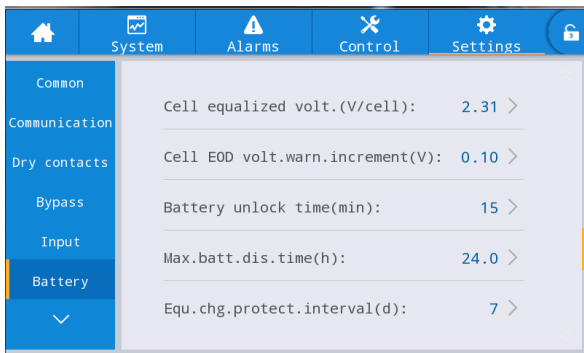 System Alarms Control Settings
Common
Communication
Dry contacts
Bypass
Input
Battery
Cell equalized volt.(V/cell): 2.31
Cell EOD volt.warn.increment(V): 0.10
Battery unlock time(min): 15
Max.batt.dis.time(h): 24.0
Equ.chg.protect.interval(d): 7